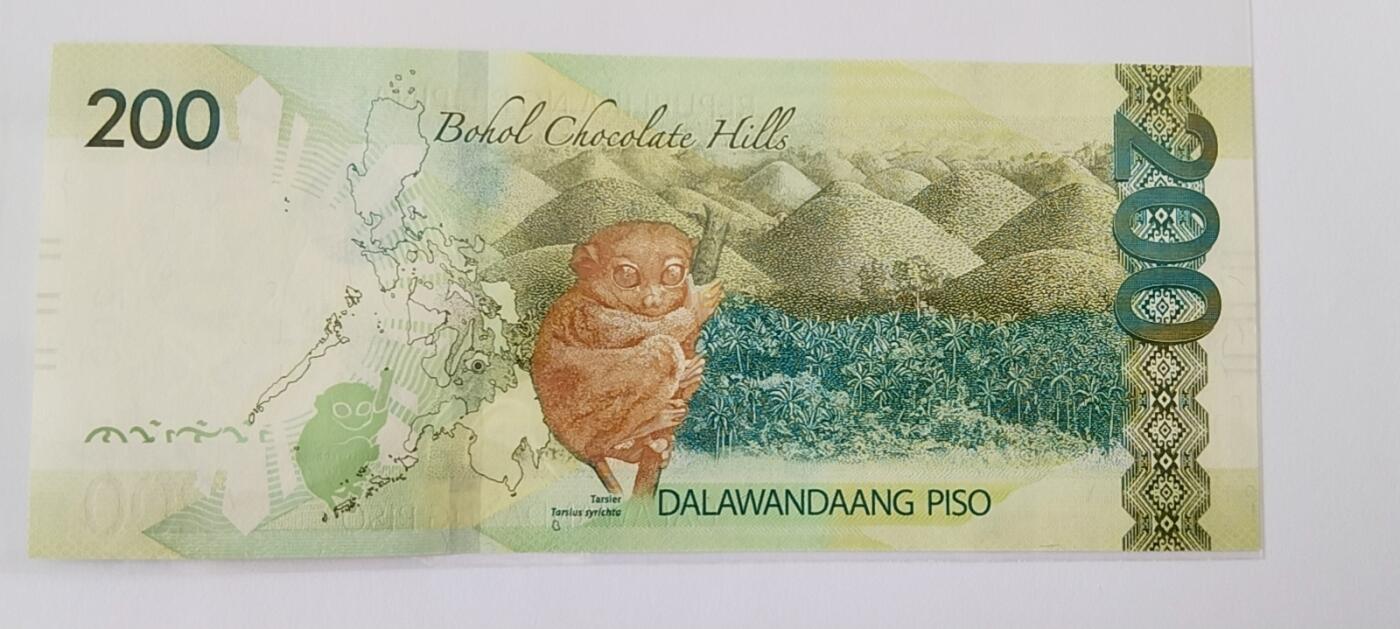 200
Bohol Chocolate Hills
200
Tarsier
Tarsius syrichta
DALAWANDAANG PISO